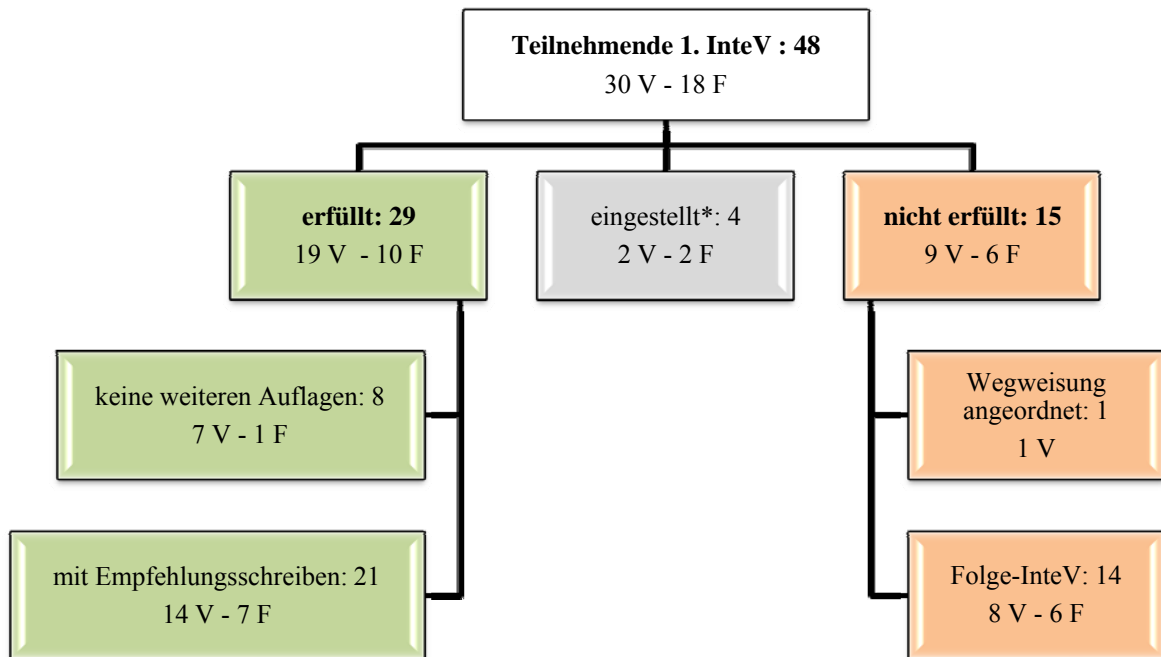 Teilnehmende 1. InteV : 48
30 V - 18 F
erfüllt: 29
19 V - 10 F
eingestellt*: 4
2 V - 2 F
nicht erfüllt: 15
9 V - 6 F
keine weiteren Auflagen: 8
7 V - 1 F
Wegweisung
angeordnet: 1
1 V
mit Empfehlungsschreiben: 21
14 V - 7 F
Folge-InteV: 14
8 V - 6 F